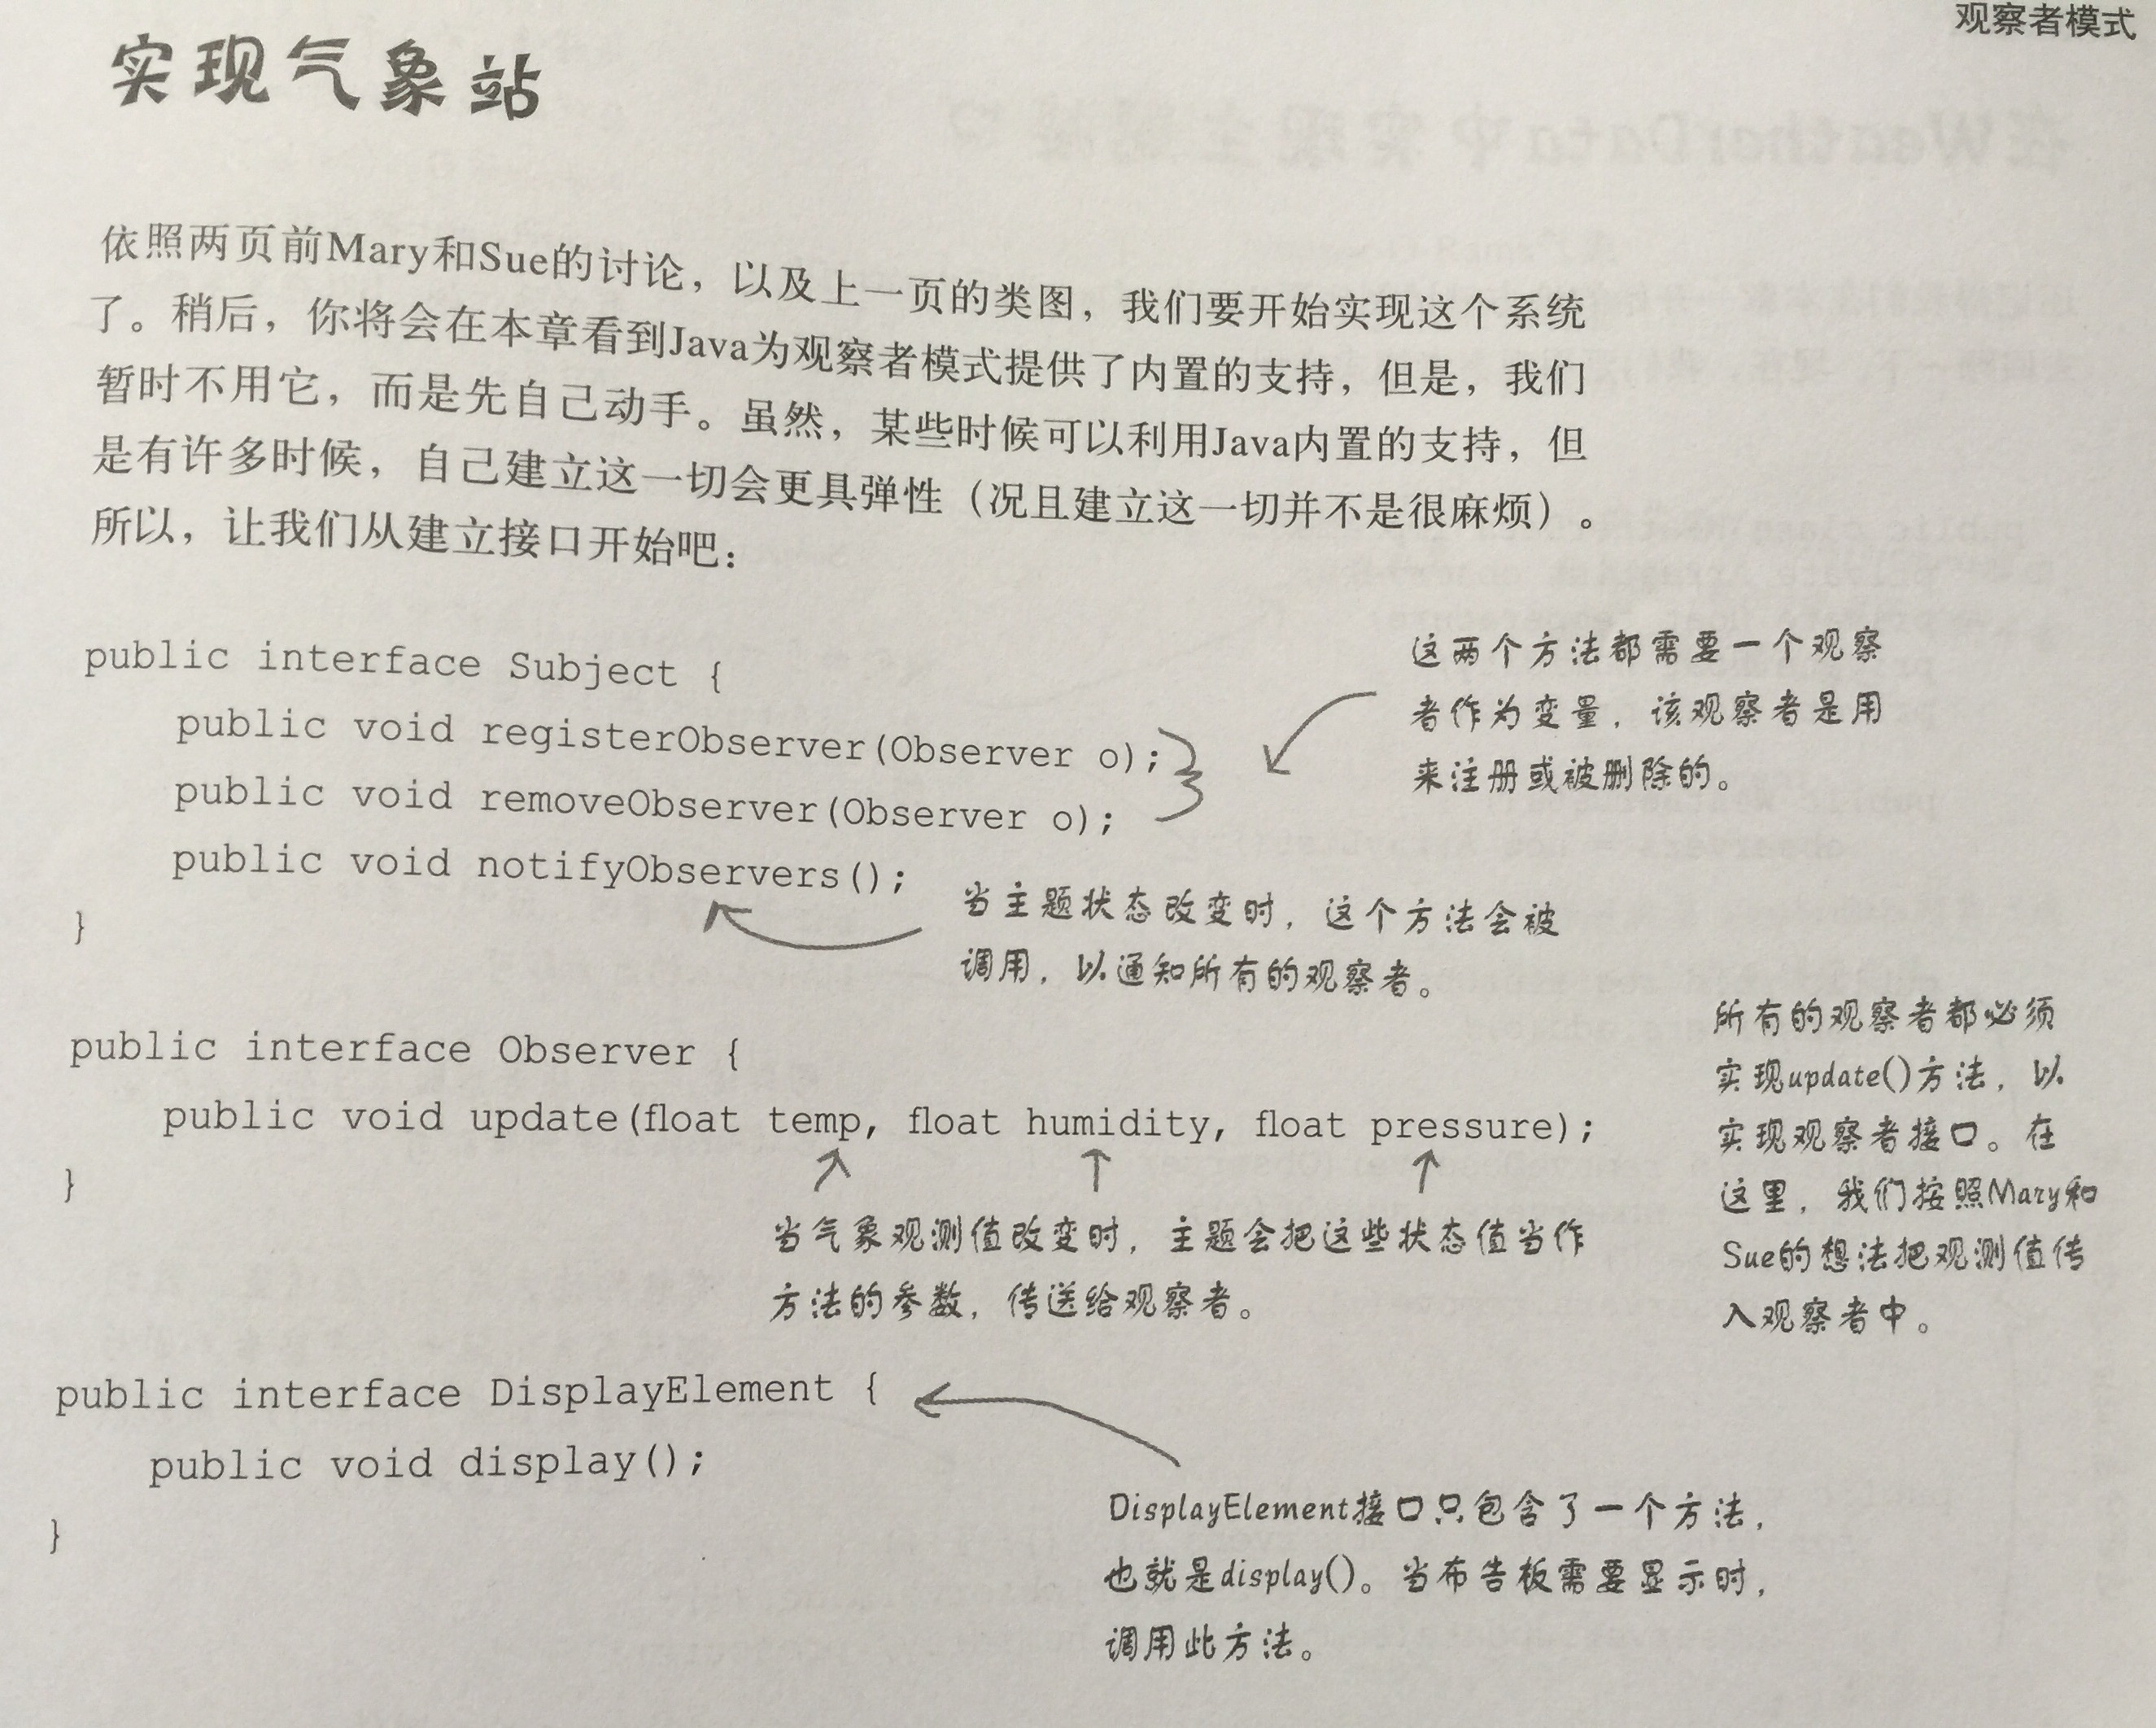 观察者模式
实现气象站
依照两页前Mary和Sue的讨论，以及上一页的类图，我们要开始实现这个系统
了。稍后，你将会在本章看到Java为观察者模式提供了内置的支持，但是，我们
暂时不用它，而是先自己动手。虽然，某些时候可以利用Java内置的支持，但
是有许多时候，自己建立这一切会更具弹性（况且建立这一切并不是很麻烦）。
所以，让我们从建立接口开始吧：
public interface Subject {
public void registerObserver(Observer o);
public void removeObserver(Observer o);
public void notifyObservers();
}
这两个方法都需要一个观察
者作为变量，该观察者是用
来注册或被删除的。
当主题状态改变时，这个方法会被
调用，以通知所有的观察者。
public interface Observer {
public void update(float temp, float humidity, float pressure);
}
所有的观察者都必须
实现update()方法，以
实现观察者接口。在
这里，我们按照Mary和
Sue的想法把观测值传
入观察者中。
当气象观测值改变时，主题会把这些状态值当作
方法的参数，传送给观察者。
public interface DisplayElement {
public void display();
}
DisplayElement接口只包含了一个方法，
也就是display()。当布告板需要显示时，
调用此方法。